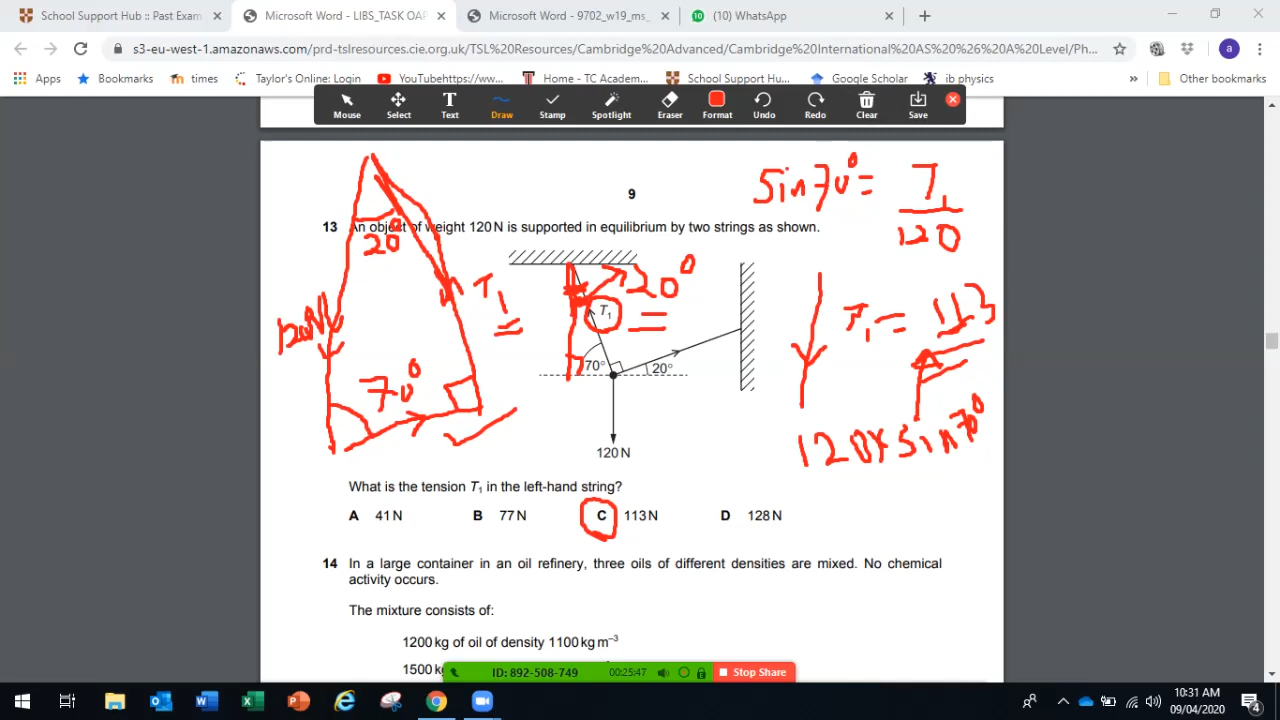 School Support Hub :: Past Exam
Microsoft Word - LIBS_TASK OAP
Microsoft Word - 9702_w19_ms_
(10) WhatsApp
s3-eu-west-1.amazonaws.com/prd-tslresources.cie.org.uk/TSL%20Resources/Cambridge%20Advanced/Cambridge%20International%20AS%20%26%20A%20Level/Ph...
a
Apps
Bookmarks
times
Taylor's Online: Login
YouTubehttps://ww...
Home - TC Academ...
School Support Hu...
Google Scholar
ib physics
»
Other bookmarks
Mouse
Select
Text
Draw
Stamp
Spotlight
Eraser
Format
Undo
Redo
Clear
Save
9
sin70°= T1
120
13 An object of weight 120 N is supported in equilibrium by two strings as shown.
20°
20°
120N
T1
T1
T1 = 113
70°
70°
20°
120×sin70°
120 N
What is the tension T1 in the left-hand string?
A 41 N B 77 N C 113 N D 128 N
14 In a large container in an oil refinery, three oils of different densities are mixed. No chemical
activity occurs.
The mixture consists of:
1200 kg of oil of density 1100 kg m–3
1500
ID: 892-508-749
00:25:47
Stop Share
10:31 AM
09/04/2020
4